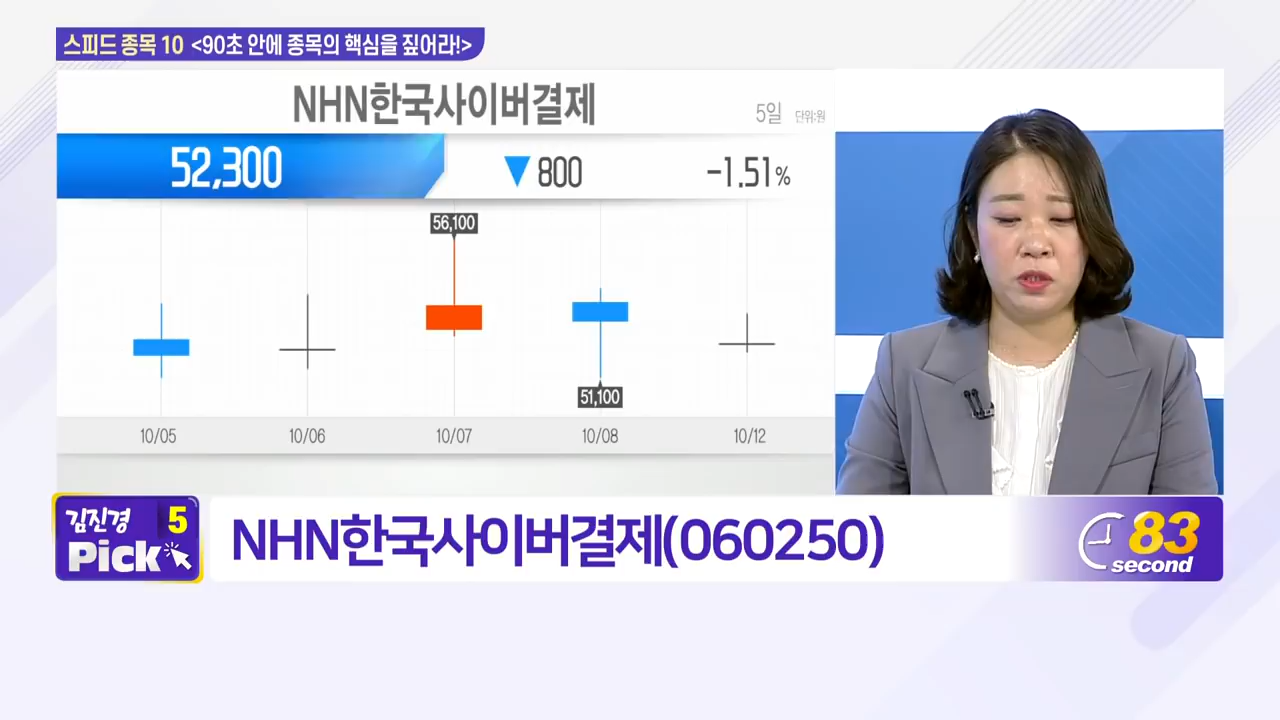 스피드 종목 10 <90초 안에 종목의 핵심을 짚어라!>
NHN한국사이버결제
5일 단위:원
52,300 ▼800 -1.51%
56,100
51,100
10/05 10/06 10/07 10/08 10/12
김진경 5
Pick
NHN한국사이버결제(060250)
83
second